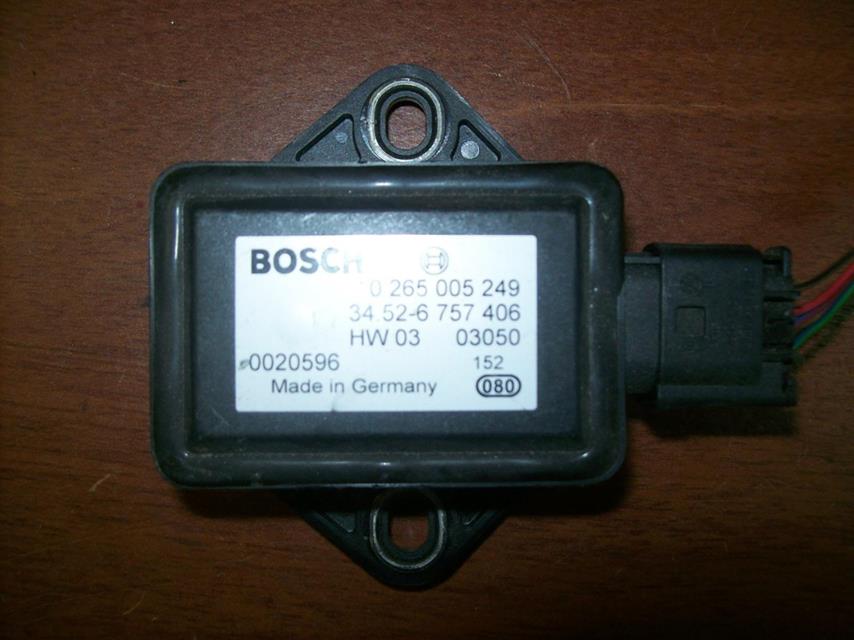 BOSCH
0 265 005 249
34.52-6 757 406
HW 03 03050
0020596 152
Made in Germany 080